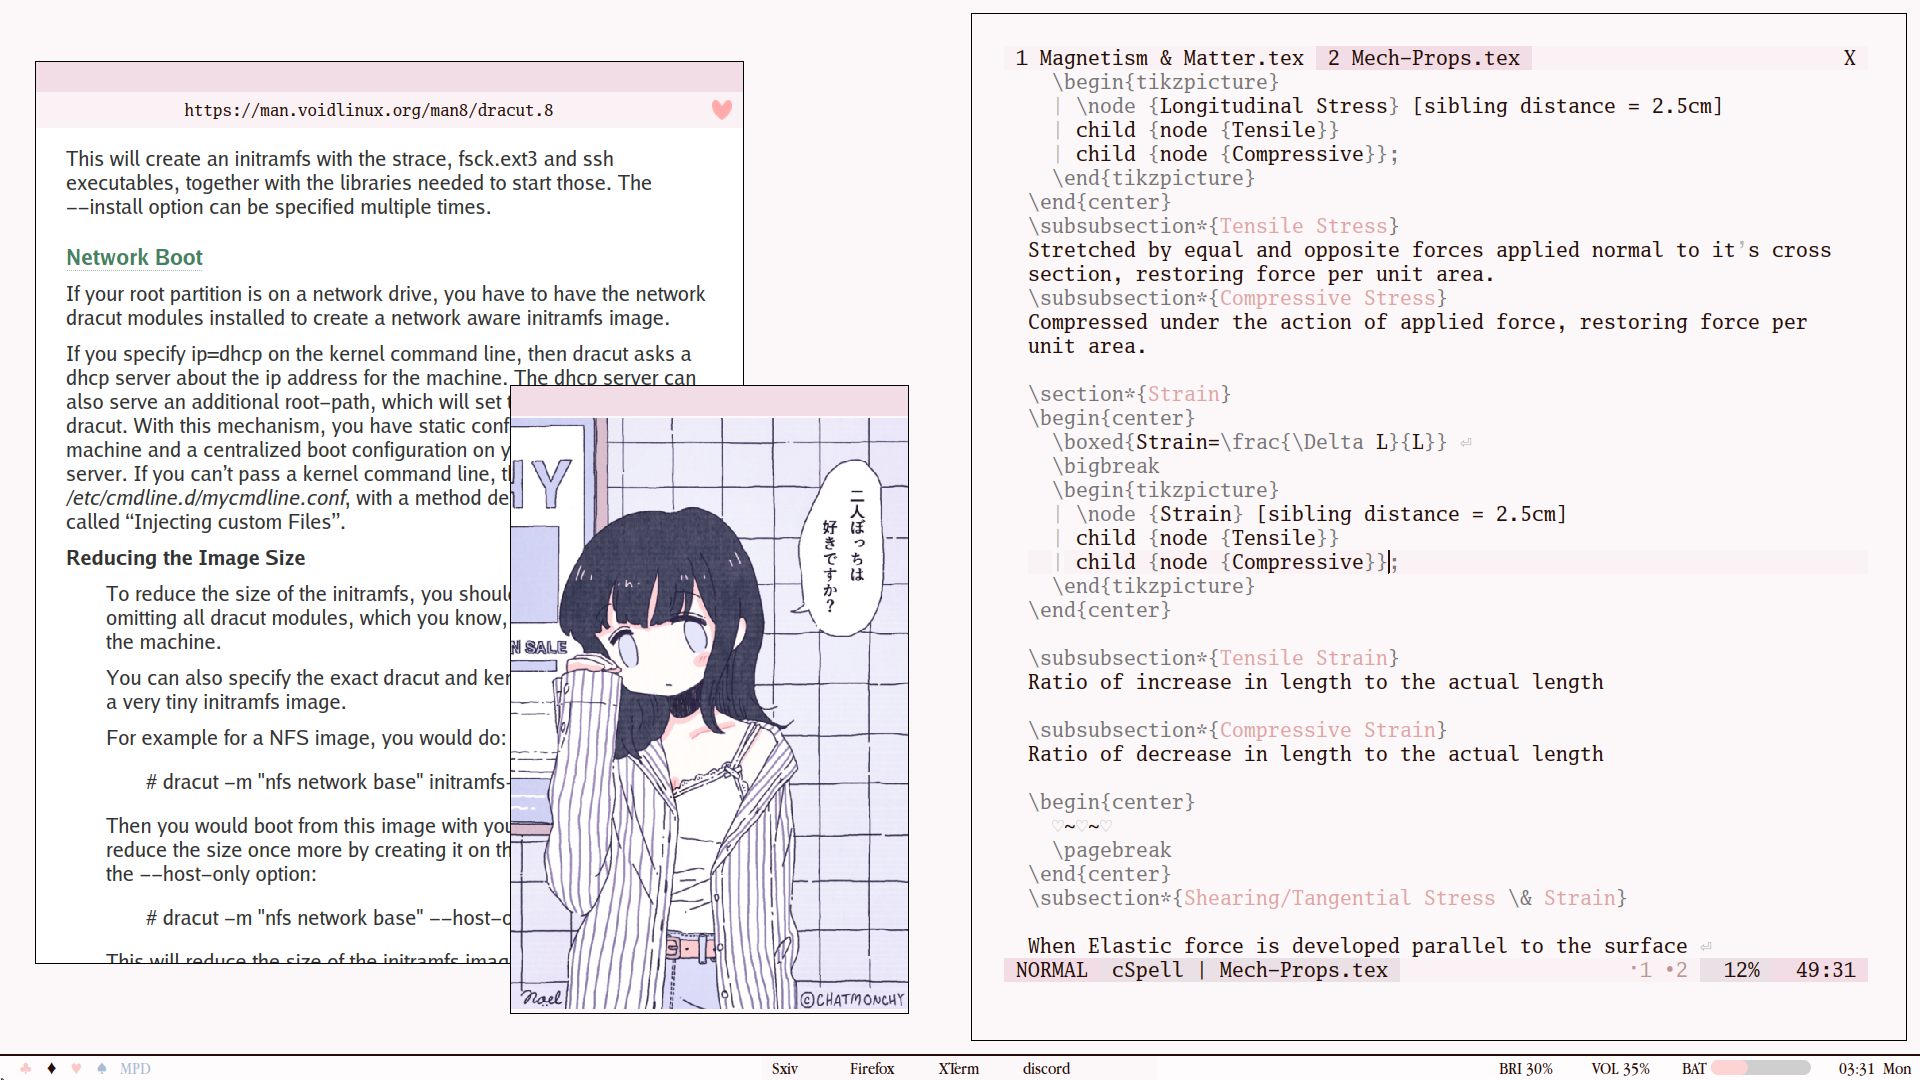 https://man.voidlinux.org/man8/dracut.8
This will create an initramfs with the strace, fsck.ext3 and ssh
executables, together with the libraries needed to start those. The
--install option can be specified multiple times.
Network Boot
If your root partition is on a network drive, you have to have the network
dracut modules installed to create a network aware initramfs image.
If you specify ip=dhcp on the kernel command line, then dracut asks a
dhcp server about the ip address for the machine. The dhcp server can
also serve an additional root-path, which will set
dracut. With this mechanism, you have static conf
machine and a centralized boot configuration on y
server. If you can't pass a kernel command line, t
/etc/cmdline.d/mycmdline.conf, with a method de
called “Injecting custom Files”.
Reducing the Image Size
To reduce the size of the initramfs, you shoul
omitting all dracut modules, which you know,
the machine.
You can also specify the exact dracut and ker
a very tiny initramfs image.
For example for a NFS image, you would do:
# dracut -m "nfs network base" initramfs-
Then you would boot from this image with you
reduce the size once more by creating it on th
the --host-only option:
# dracut -m "nfs network base" --host-o
This will reduce the size of the initramfs imag
HY
N SALE
二人ぼっちは
好きですか？
Noel
©CHATMONCHY
1 Magnetism & Matter.tex 2 Mech-Props.tex X
\begin{tikzpicture}
| \node {Longitudinal Stress} [sibling distance = 2.5cm]
| child {node {Tensile}}
| child {node {Compressive}};
\end{tikzpicture}
\end{center}
\subsubsection*{Tensile Stress}
Stretched by equal and opposite forces applied normal to it's cross
section, restoring force per unit area.
\subsubsection*{Compressive Stress}
Compressed under the action of applied force, restoring force per
unit area.
\section*{Strain}
\begin{center}
\boxed{Strain=\frac{\Delta L}{L}} ⏎
\bigbreak
\begin{tikzpicture}
| \node {Strain} [sibling distance = 2.5cm]
| child {node {Tensile}}
| child {node {Compressive}};
\end{tikzpicture}
\end{center}
\subsubsection*{Tensile Strain}
Ratio of increase in length to the actual length
\subsubsection*{Compressive Strain}
Ratio of decrease in length to the actual length
\begin{center}
♡~♡~♡
\pagebreak
\end{center}
\subsection*{Shearing/Tangential Stress \& Strain}
When Elastic force is developed parallel to the surface ⏎
NORMAL cSpell | Mech-Props.tex ·1 •2 12% 49:31
♣ ♦ ♥ ♠ MPD Sxiv Firefox XTerm discord BRI 30% VOL 35% BAT 03:31 Mon